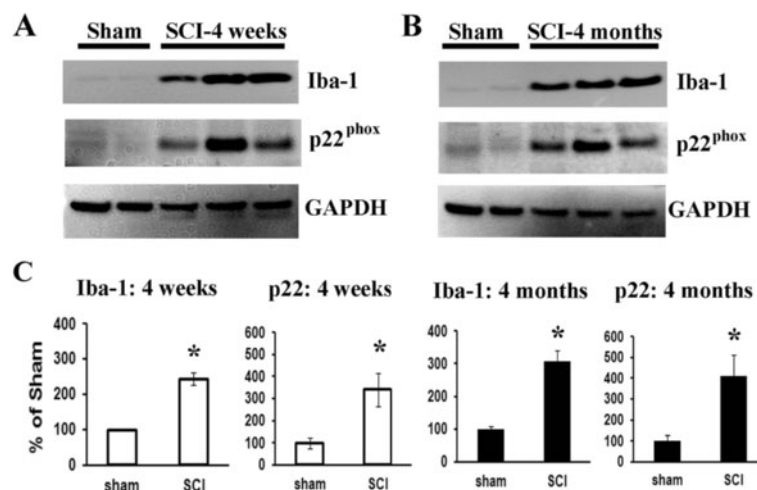 A
Sham SCI-4 weeks
Iba-1
p22phox
GAPDH
B
Sham SCI-4 months
Iba-1
p22phox
GAPDH
C
Iba-1: 4 weeks
% of Sham
400
300
200
100
0
sham SCI
*
p22: 4 weeks
600
500
400
300
200
100
0
sham SCI
*
Iba-1: 4 months
400
300
200
100
0
sham SCI
*
p22: 4 months
600
500
400
300
200
100
0
sham SCI
*